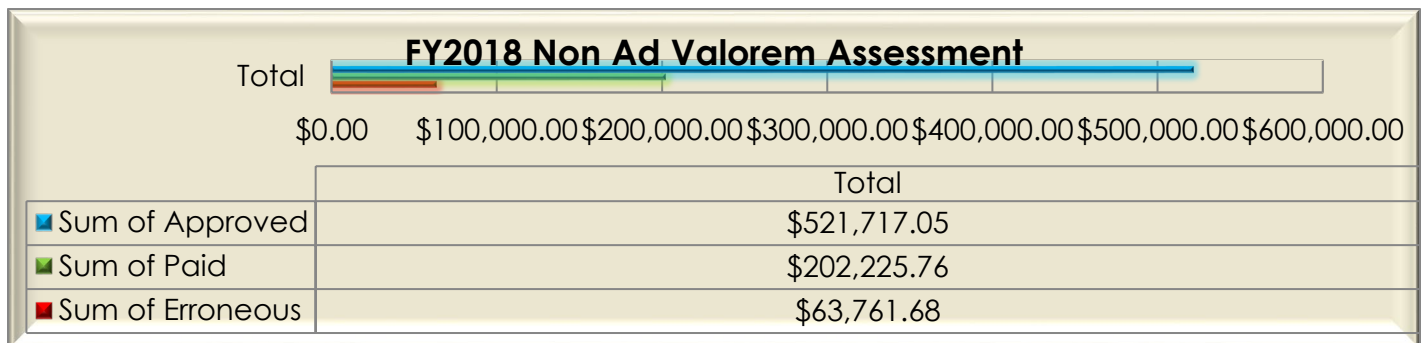 FY2018 Non Ad Valorem Assessment
Total
$0.00 $100,000.00 $200,000.00 $300,000.00 $400,000.00 $500,000.00 $600,000.00
Total
Sum of Approved $521,717.05
Sum of Paid $202,225.76
Sum of Erroneous $63,761.68